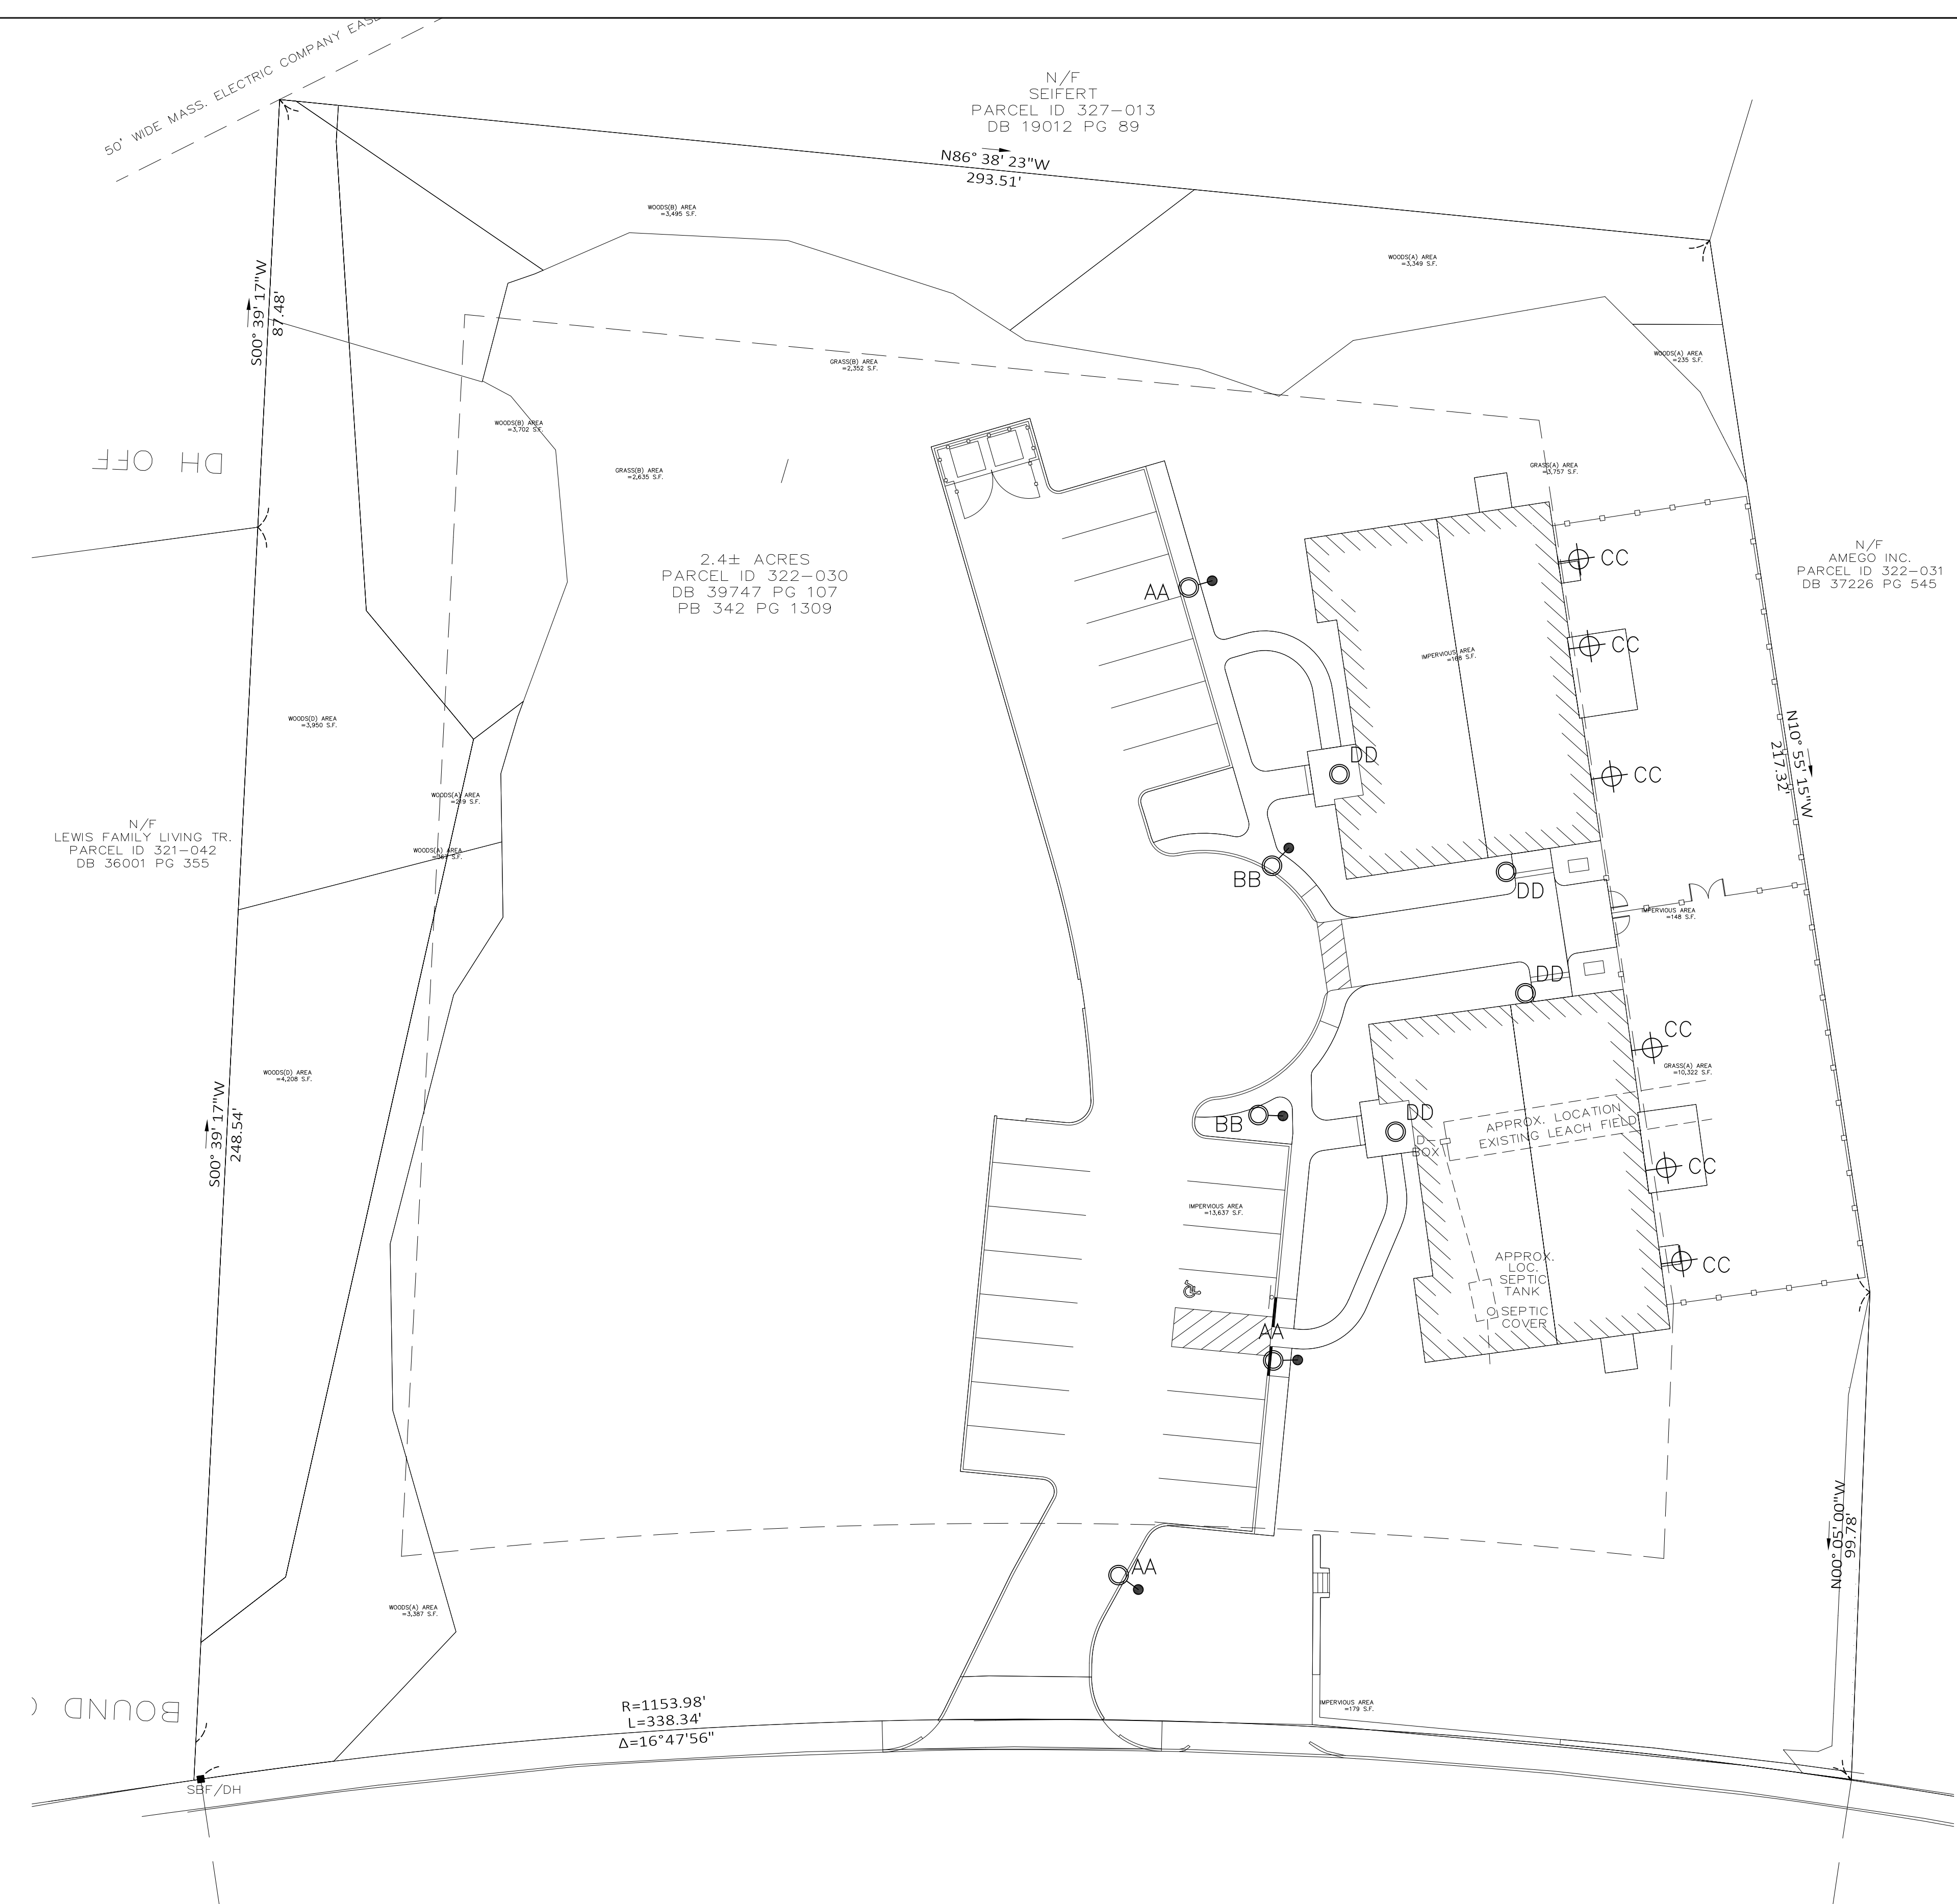 50' WIDE MASS. ELECTRIC COMPANY
N/F
SEIFERT
PARCEL ID 327-013
DB 19012 PG 89
N86° 38' 23"W
293.51'
WOODS(B) AREA
=3,495 S.F.
WOODS(A) AREA
=3,349 S.F.
S00° 39' 17"W
87.48'
WOODS(A) AREA
=235 S.F.
GRASS(B) AREA
=2,352 S.F.
WOODS(B) AREA
=3,702 S.F.
DH OFF
GRASS(B) AREA
=2,635 S.F.
GRASS(A) AREA
=3,757 S.F.
2.4± ACRES
PARCEL ID 322-030
DB 39747 PG 107
PB 342 PG 1309
N/F
AMEGO INC.
PARCEL ID 322-031
DB 37226 PG 545
CC
AA
CC
IMPERVIOUS AREA
=168 S.F.
WOODS(D) AREA
=3,950 S.F.
N10° 55' 15"W
217.32'
DD
CC
WOODS(A) AREA
S.F.
WOODS(A) AREA
S.F.
N/F
LEWIS FAMILY LIVING TR.
PARCEL ID 321-042
DB 36001 PG 355
BB
DD
IMPERVIOUS AREA
=148 S.F.
DD
CC
GRASS(A) AREA
=10,322 S.F.
WOODS(D) AREA
=4,208 S.F.
S00° 39' 17"W
248.54'
BB
DD
APPROX. LOCATION
EXISTING LEACH FIELD
D-
BOX
CC
IMPERVIOUS AREA
=13,637 S.F.
APPROX.
LOC.
SEPTIC
TANK
SEPTIC
COVER
CC
AA
N00° 05' 00"W
99.78'
AA
WOODS(A) AREA
=3,387 S.F.
BOUND
R=1153.98'
L=338.34'
Δ=16°47'56"
IMPERVIOUS AREA
=179 S.F.
SBF/DH